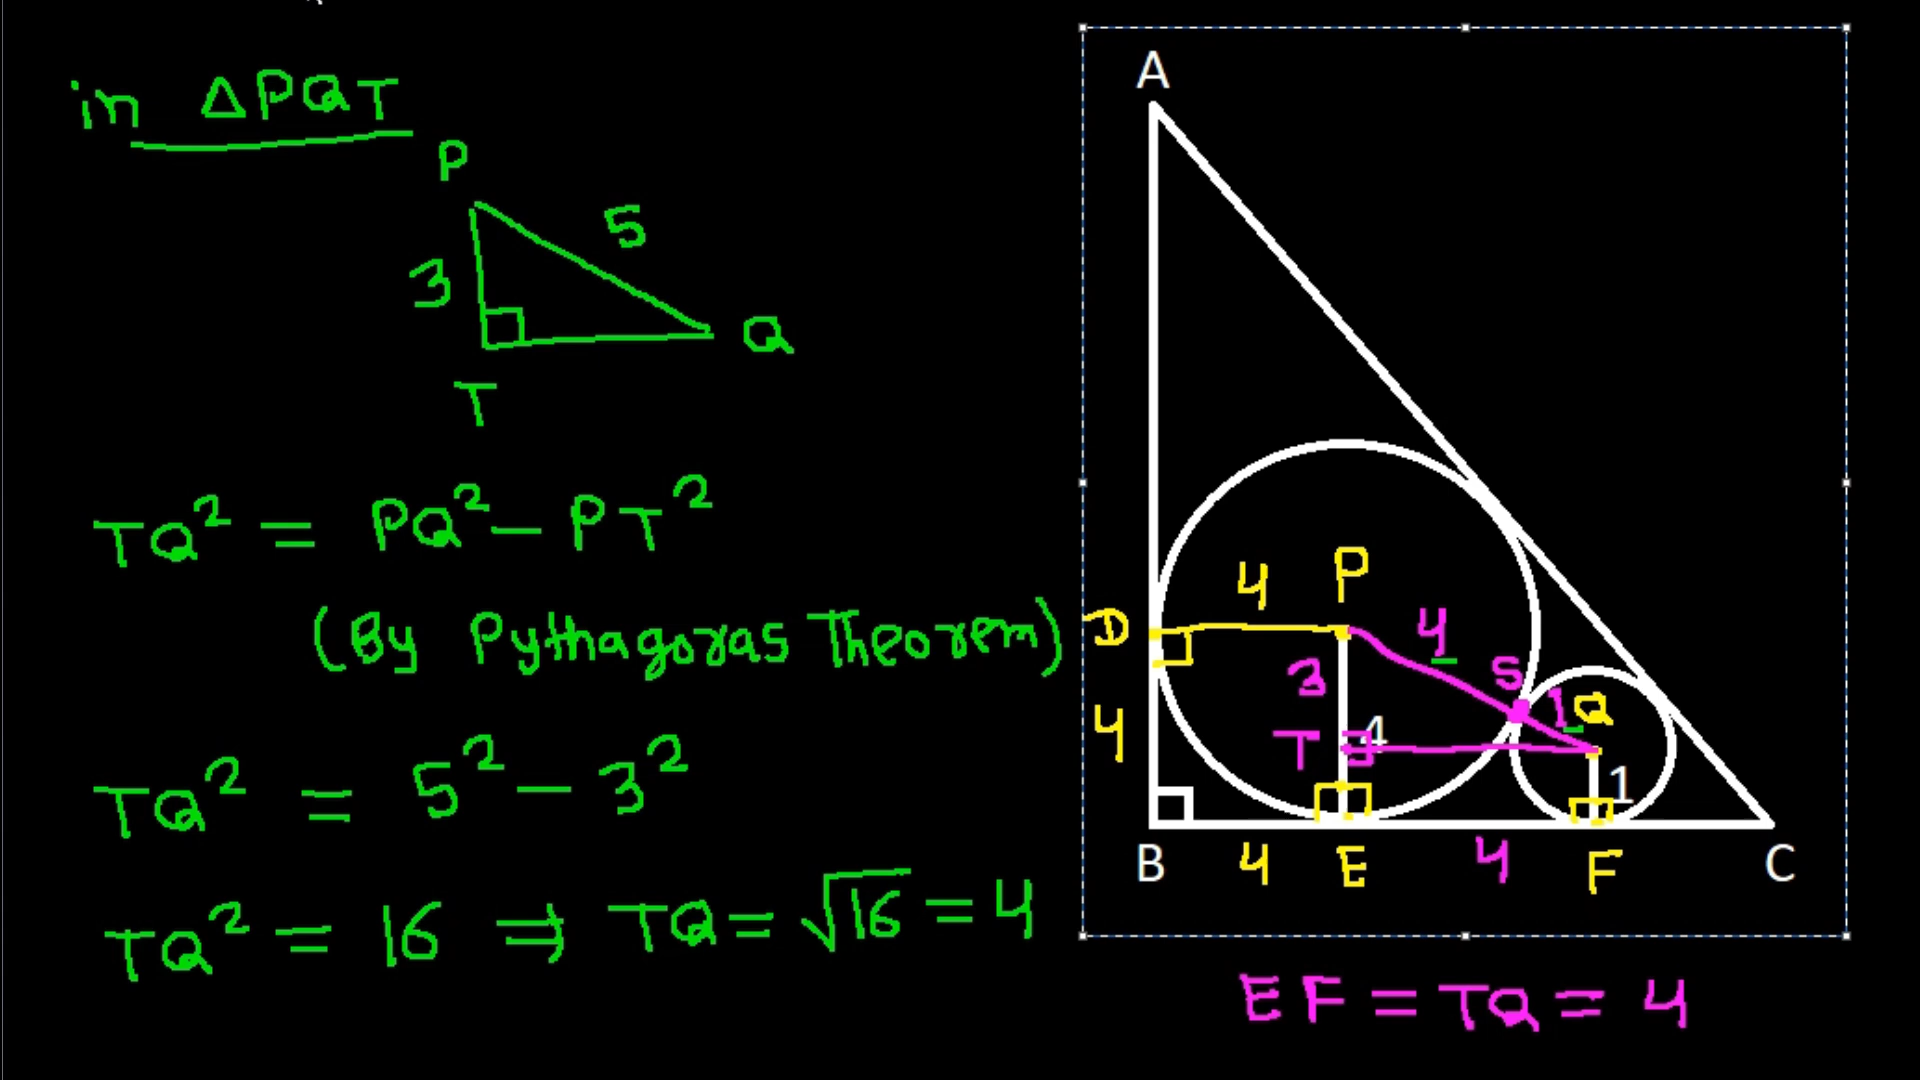 in ΔPQT
P
5
3
Q
T
TQ² = PQ² - PT²
(By Pythagoras Theorem)
TQ² = 5² - 3²
TQ² = 16 ⇒ TQ = √16 = 4
A
4 P
D
4
3
S
1 Q
4
T 4
1
B 4 E 4 F C
EF = TQ = 4